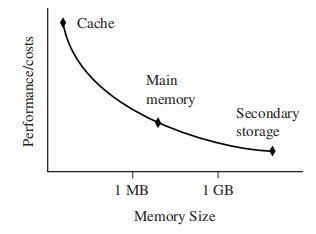 Cache
Main
memory
Secondary
storage
Performance/costs
1 MB
1 GB
Memory Size